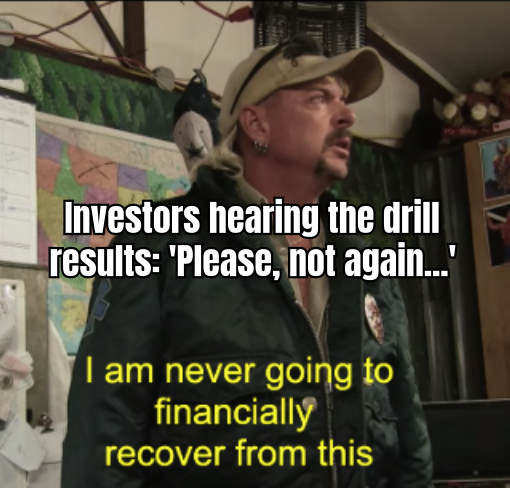 Investors hearing the drill
results: 'Please, not again...'
I am never going to
financially
recover from this